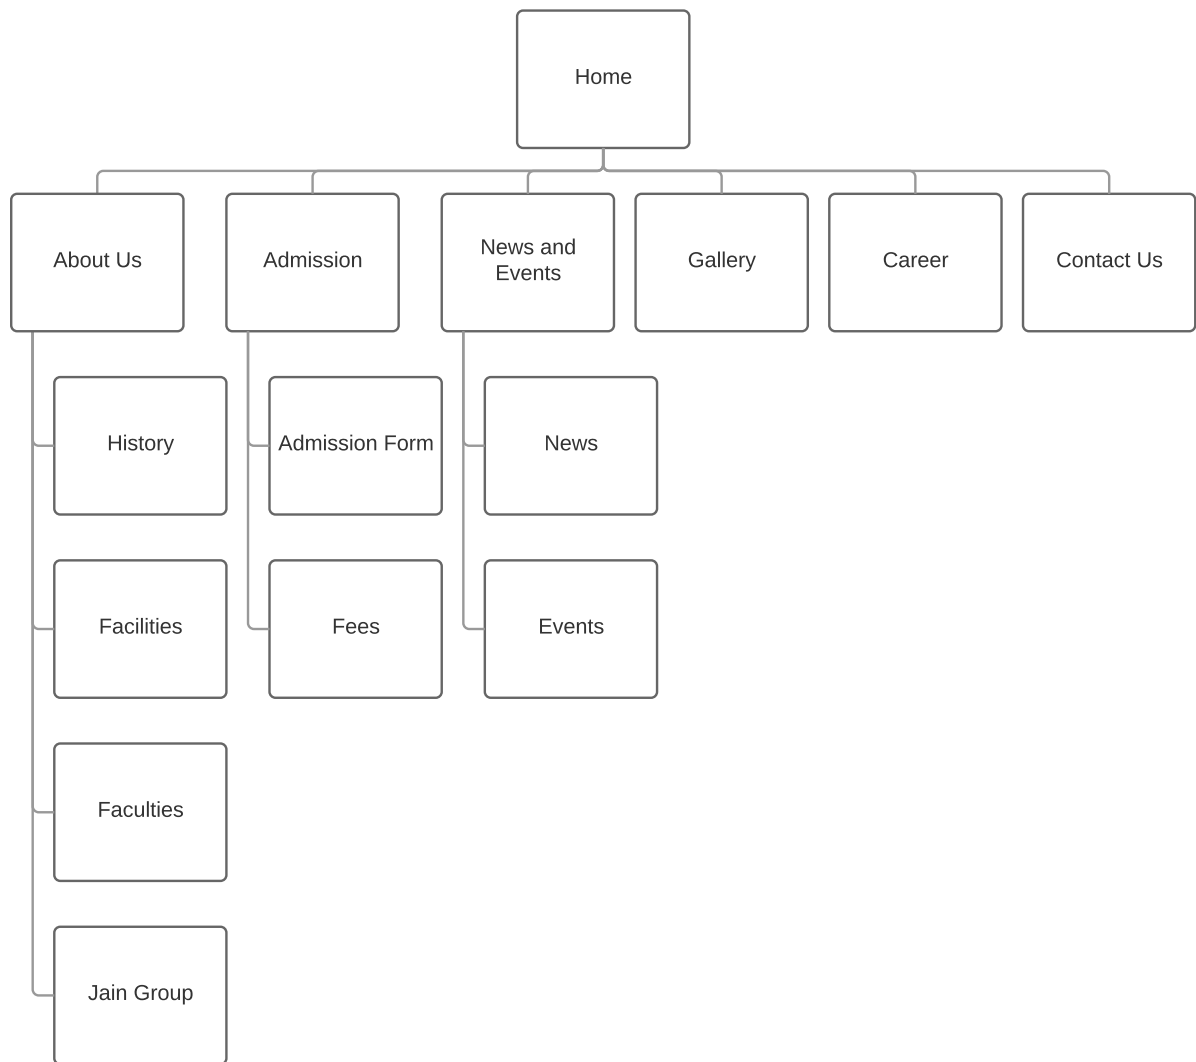 Home
About Us
Admission
News and
Events
Gallery
Career
Contact Us
History
Admission Form
News
Facilities
Fees
Events
Faculties
Jain Group